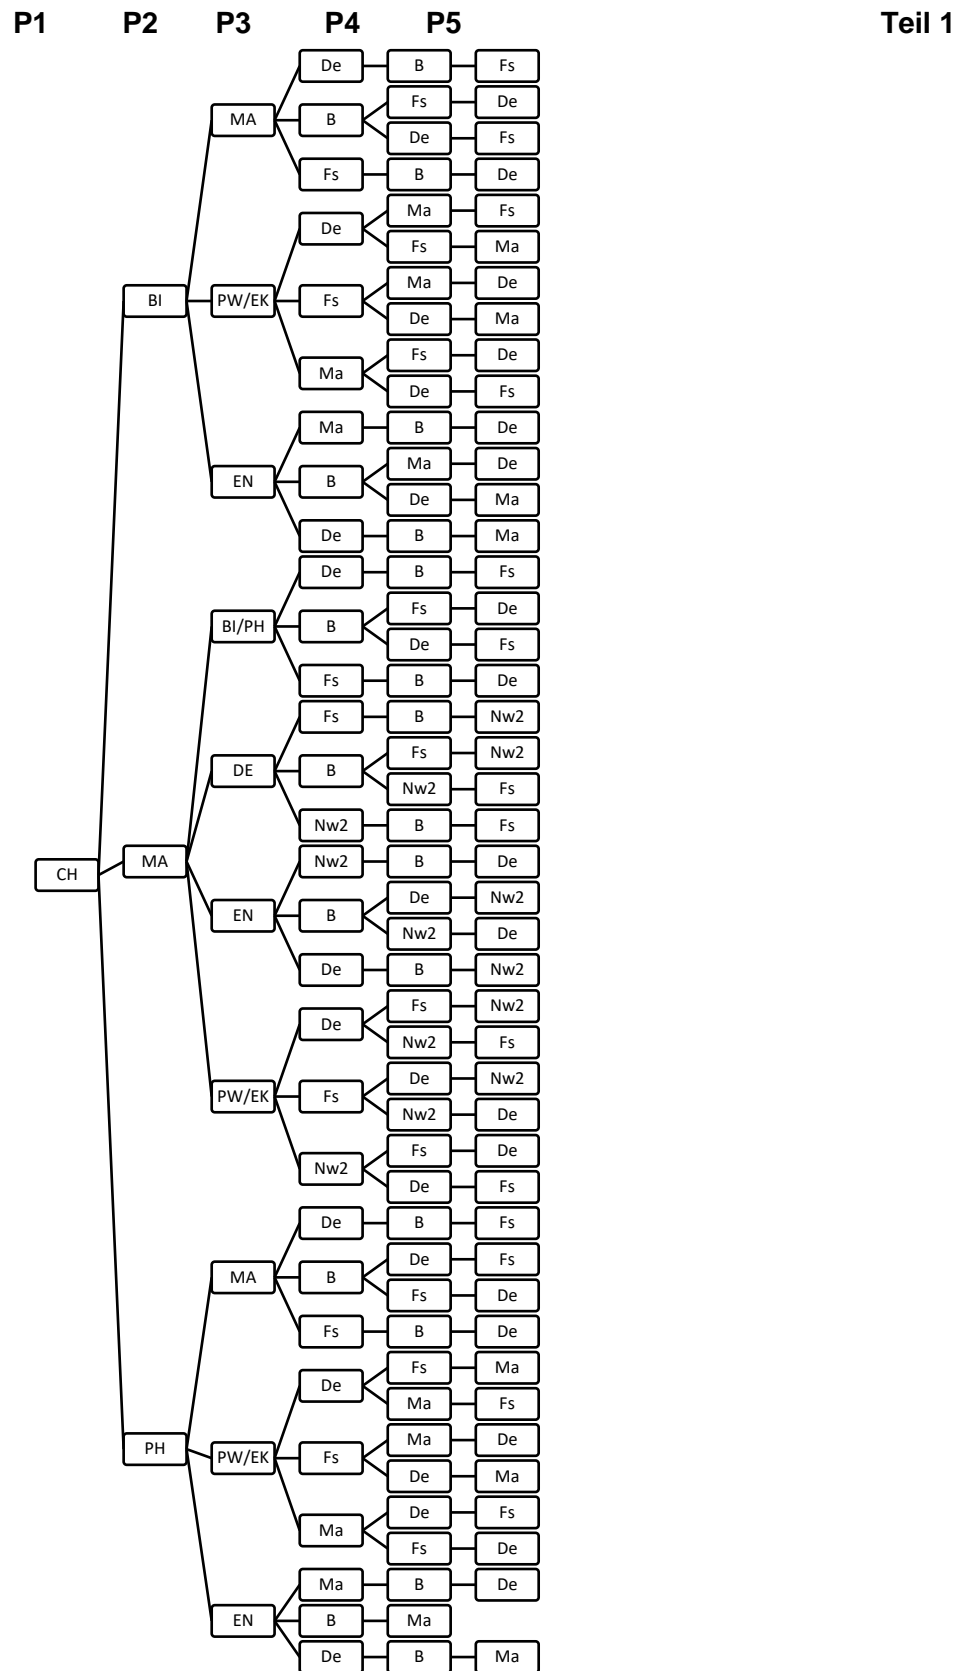 P1 P2 P3 P4 P5 Teil 1
De B Fs
Fs De
MA B
De Fs
Fs B De
Ma Fs
De
Fs Ma
Ma De
BI PW/EK Fs
De Ma
Fs De
Ma
De Fs
Ma B De
Ma De
EN B
De Ma
De B Ma
De B Fs
Fs De
BI/PH B
De Fs
Fs B De
Fs B Nw2
Fs Nw2
DE B
Nw2 Fs
Nw2 B Fs
MA Nw2 B De
CH
De Nw2
EN B
Nw2 De
De B Nw2
Fs Nw2
De
Nw2 Fs
De Nw2
PW/EK Fs
Nw2 De
Fs De
Nw2
De Fs
De B Fs
De Fs
MA B
Fs De
Fs B De
Fs Ma
De
Ma Fs
Ma De
PH PW/EK Fs
De Ma
De Fs
Ma
Fs De
Ma B De
EN B Ma
De B Ma